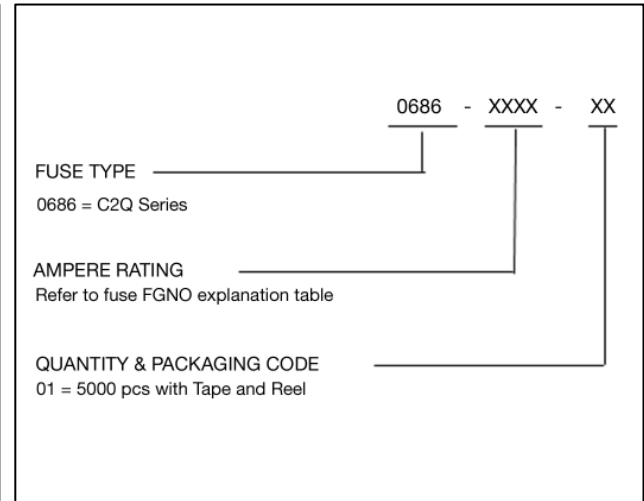 0686 - XXXX - XX
FUSE TYPE
0686 = C2Q Series
AMPERE RATING
Refer to fuse FGNO explanation table
QUANTITY & PACKAGING CODE
01 = 5000 pcs with Tape and Reel